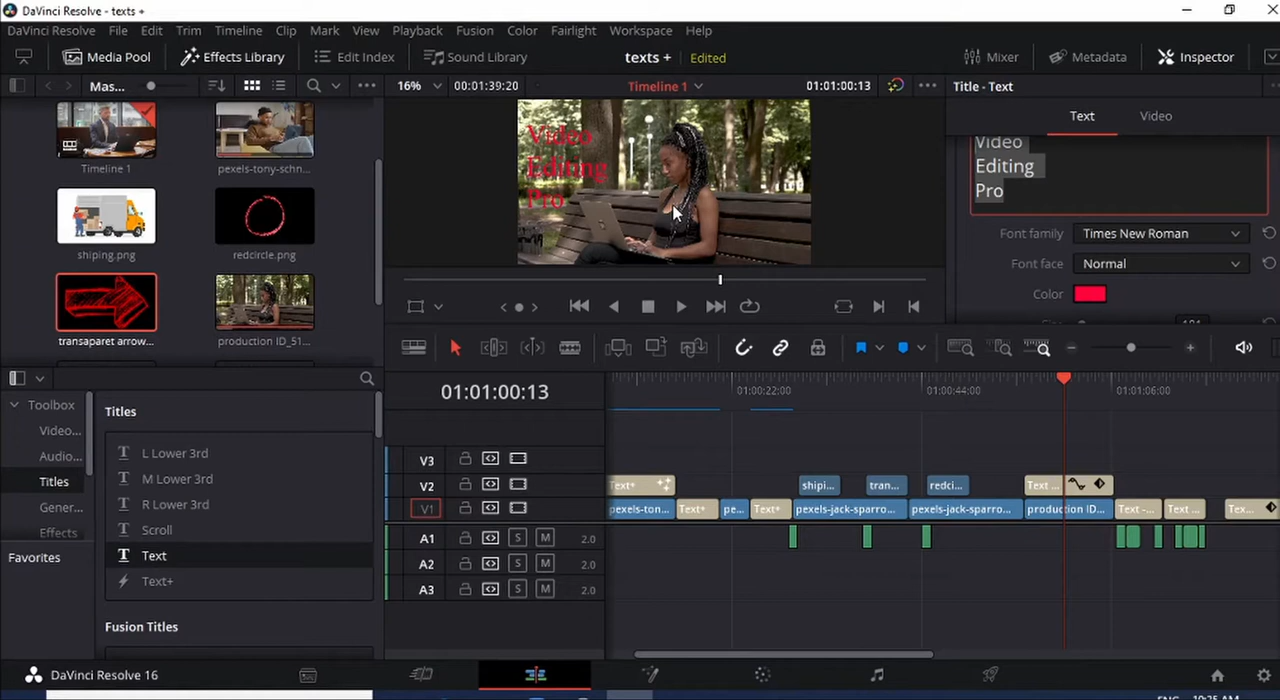 DaVinci Resolve - texts +
DaVinci Resolve File Edit Trim Timeline Clip Mark View Playback Fusion Color Fairlight Workspace Help
Media Pool Effects Library Edit Index Sound Library texts + Edited Mixer Metadata Inspector
Mas... 16% 00:01:39:20 Timeline 1 01:01:00:13 Title - Text
Text Video
Timeline 1 pexels-tony-schn...
shiping.png redcircle.png
transaparet arrow... production ID_51...
Video
Editing
Pro
Video
Editing
Pro
Font family Times New Roman
Font face Normal
Color
Toolbox
Video...
Audio...
Titles
Gener...
Effects
Favorites
Titles
L Lower 3rd
M Lower 3rd
R Lower 3rd
Scroll
Text
Text+
Fusion Titles
01:01:00:13
01:00:22:00 01:00:44:00 01:01:06:00
V3
V2 Text+ shipi... tran... redci... Text ...
V1 pexels-ton... Text+ pe... Text+ pexels-jack-sparro... pexels-jack-sparro... production ID... Text -... Text ... Tex...
A1 S M 2.0
A2 S M 2.0
A3 S M 2.0
DaVinci Resolve 16